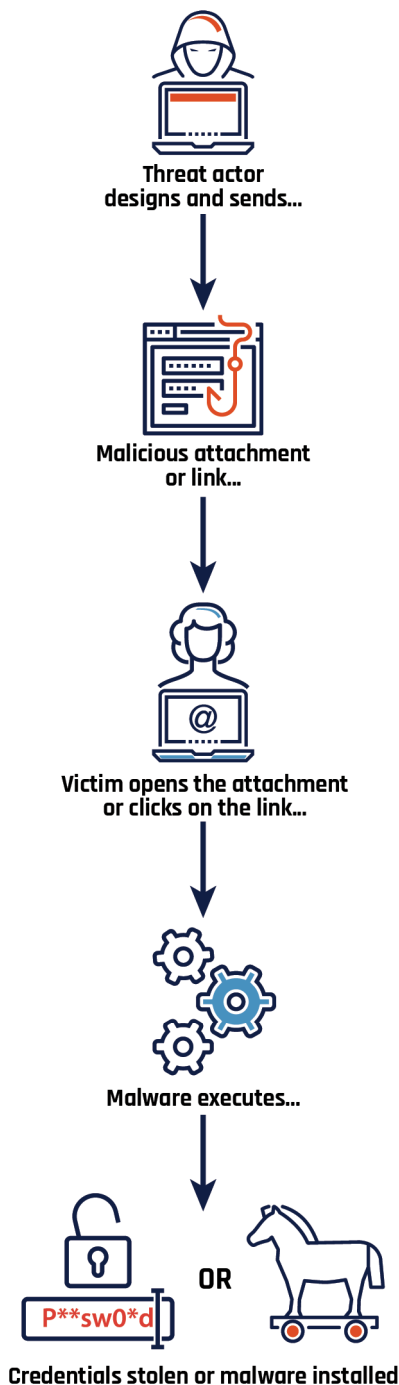 Threat actor
designs and sends...
Malicious attachment
or link...
@
Victim opens the attachment
or clicks on the link...
Malware executes...
OR
P**sw0*d
Credentials stolen or malware installed